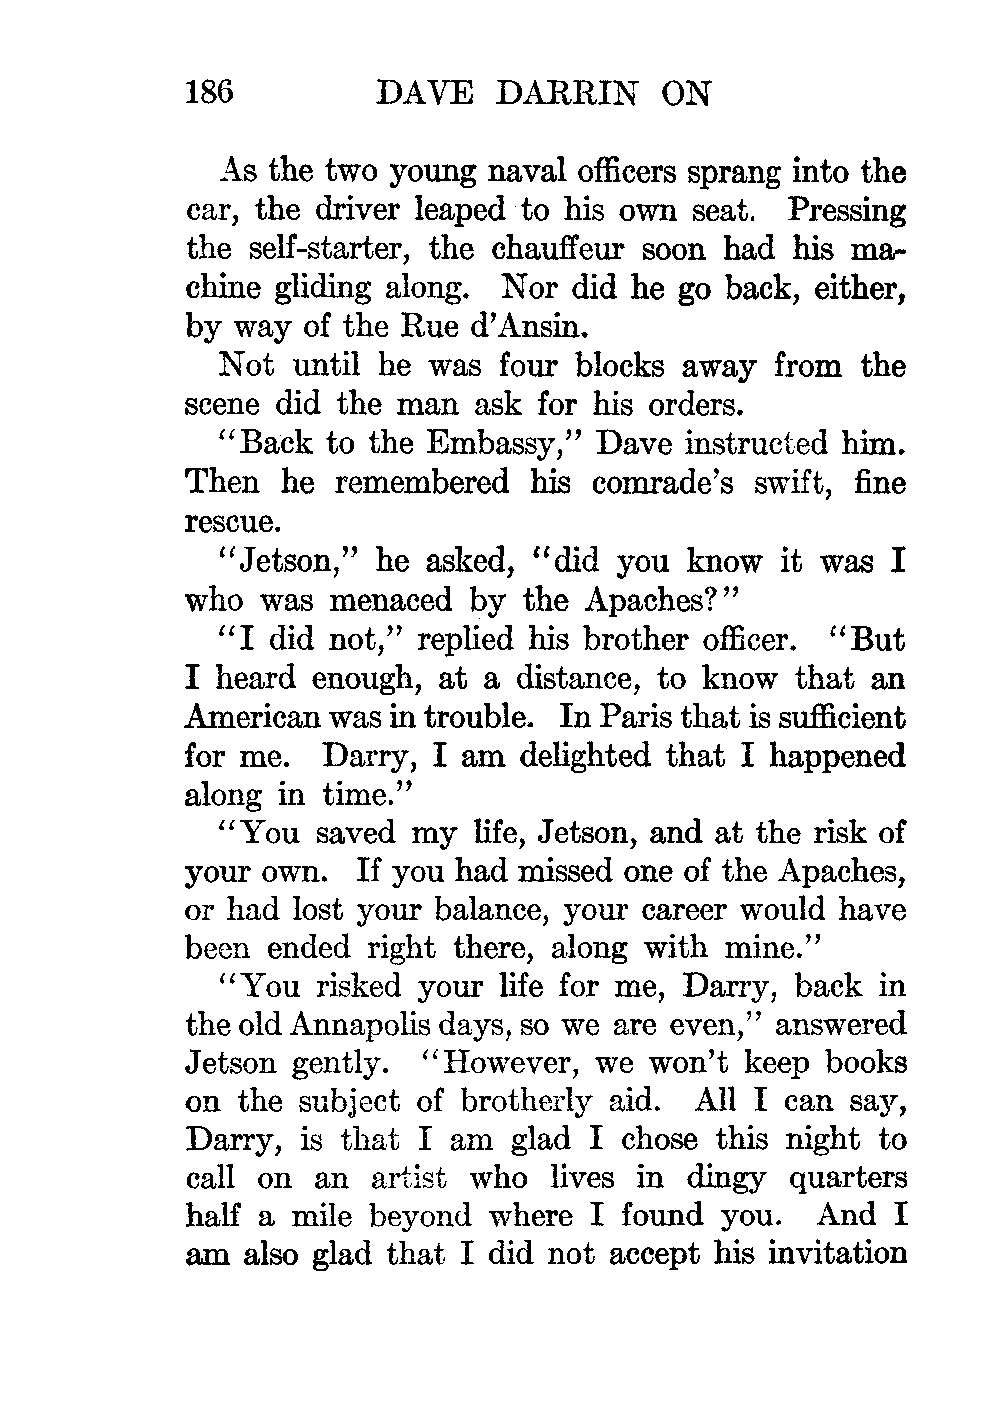 186 DAVE DARRIN ON
As the two young naval officers sprang into the
car, the driver leaped to his own seat. Pressing
the self-starter, the chauffeur soon had his ma-
chine gliding along. Nor did he go back, either,
by way of the Rue d'Ansin.
Not until he was four blocks away from the
scene did the man ask for his orders.
"Back to the Embassy," Dave instructed him.
Then he remembered his comrade's swift, fine
rescue.
"Jetson," he asked, "did you know it was I
who was menaced by the Apaches?"
"I did not," replied his brother officer. "But
I heard enough, at a distance, to know that an
American was in trouble. In Paris that is sufficient
for me. Darry, I am delighted that I happened
along in time."
"You saved my life, Jetson, and at the risk of
your own. If you had missed one of the Apaches,
or had lost your balance, your career would have
been ended right there, along with mine."
"You risked your life for me, Darry, back in
the old Annapolis days, so we are even," answered
Jetson gently. "However, we won't keep books
on the subject of brotherly aid. All I can say,
Darry, is that I am glad I chose this night to
call on an artist who lives in dingy quarters
half a mile beyond where I found you. And I
am also glad that I did not accept his invitation